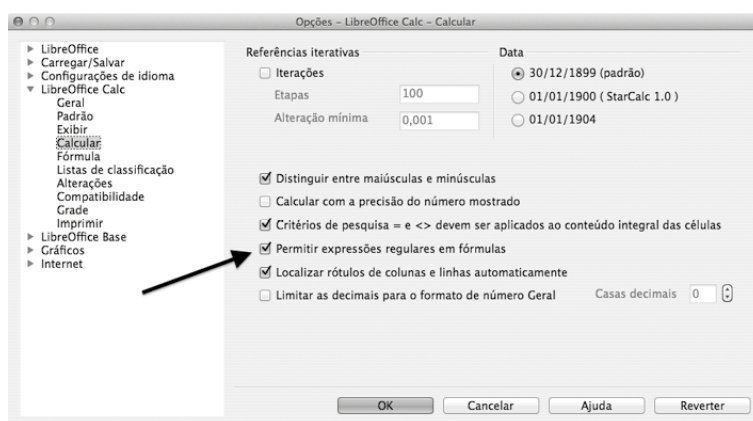 Opções – LibreOffice Calc – Calcular
LibreOffice
Carregar/Salvar
Configurações de idioma
LibreOffice Calc
Geral
Padrão
Exibir
Calcular
Fórmula
Listas de classificação
Alterações
Compatibilidade
Grade
Imprimir
LibreOffice Base
Gráficos
Internet
Referências iterativas
Iterações
Etapas 100
Alteração mínima 0,001
Data
30/12/1899 (padrão)
01/01/1900 ( StarCalc 1.0 )
01/01/1904
Distinguir entre maiúsculas e minúsculas
Calcular com a precisão do número mostrado
Critérios de pesquisa = e <> devem ser aplicados ao conteúdo integral das células
Permitir expressões regulares em fórmulas
Localizar rótulos de colunas e linhas automaticamente
Limitar as decimais para o formato de número Geral Casas decimais 0
OK Cancelar Ajuda Reverter